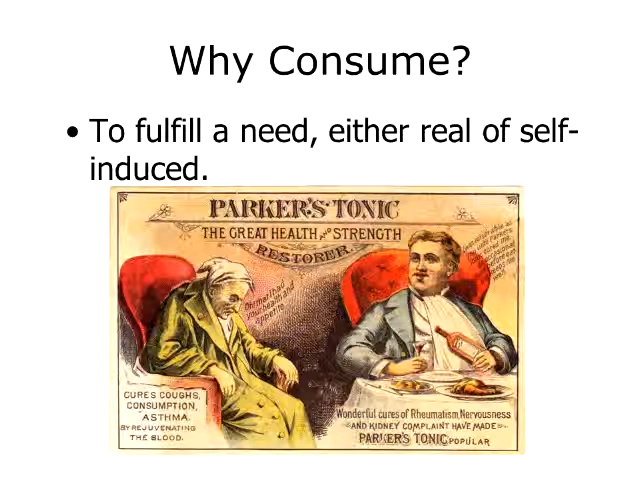 Why Consume?
• To fulfill a need, either real of self-
induced.
PARKER'S TONIC
THE GREAT HEALTH AND STRENGTH
RESTORER
Oh that I had
your health and
appetite.
CURES COUGHS,
CONSUMPTION,
ASTHMA.
BY REJUVENATING
THE BLOOD.
Wonderful cures of Rheumatism, Nervousness
AND KIDNEY COMPLAINT HAVE MADE
PARKER'S TONIC POPULAR